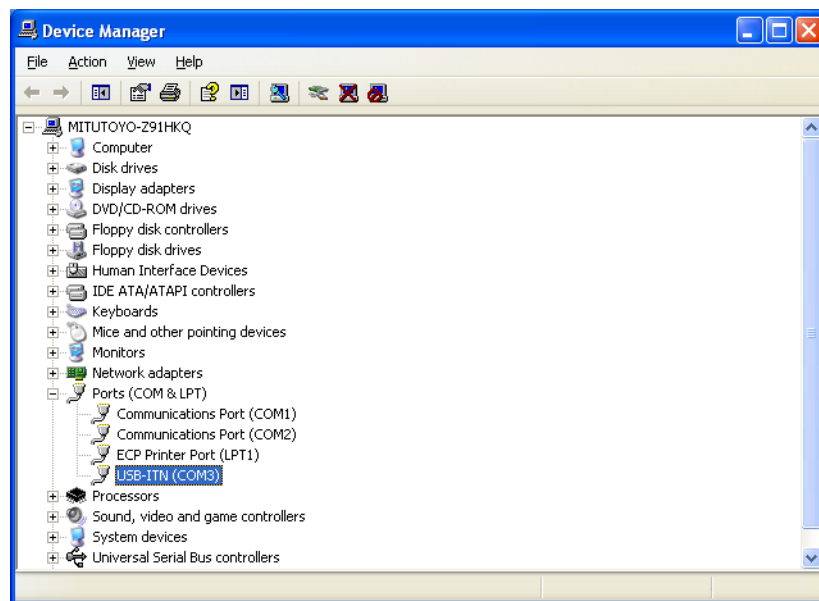 Device Manager
File Action View Help
MITUTOYO-Z91HKQ
Computer
Disk drives
Display adapters
DVD/CD-ROM drives
Floppy disk controllers
Floppy disk drives
Human Interface Devices
IDE ATA/ATAPI controllers
Keyboards
Mice and other pointing devices
Monitors
Network adapters
Ports (COM & LPT)
Communications Port (COM1)
Communications Port (COM2)
ECP Printer Port (LPT1)
USB-ITN (COM3)
Processors
Sound, video and game controllers
System devices
Universal Serial Bus controllers